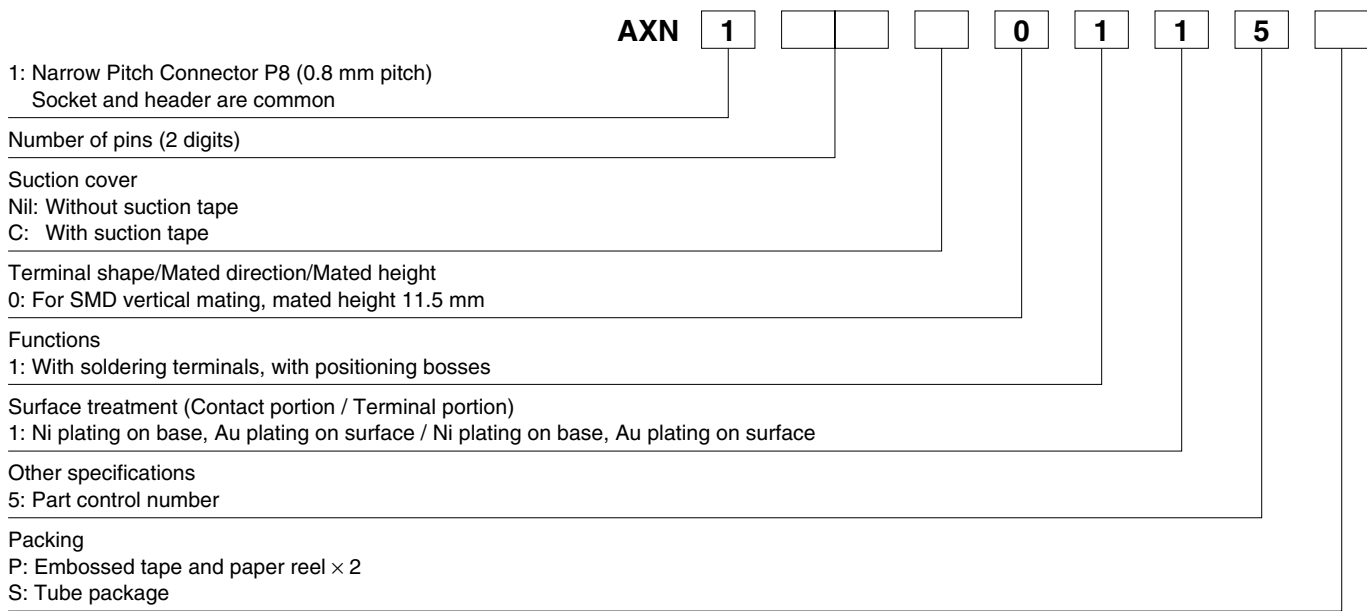 AXN 1 0 1 1 5
1: Narrow Pitch Connector P8 (0.8 mm pitch)
Socket and header are common
Number of pins (2 digits)
Suction cover
Nil: Without suction tape
C: With suction tape
Terminal shape/Mated direction/Mated height
0: For SMD vertical mating, mated height 11.5 mm
Functions
1: With soldering terminals, with positioning bosses
Surface treatment (Contact portion / Terminal portion)
1: Ni plating on base, Au plating on surface / Ni plating on base, Au plating on surface
Other specifications
5: Part control number
Packing
P: Embossed tape and paper reel × 2
S: Tube package